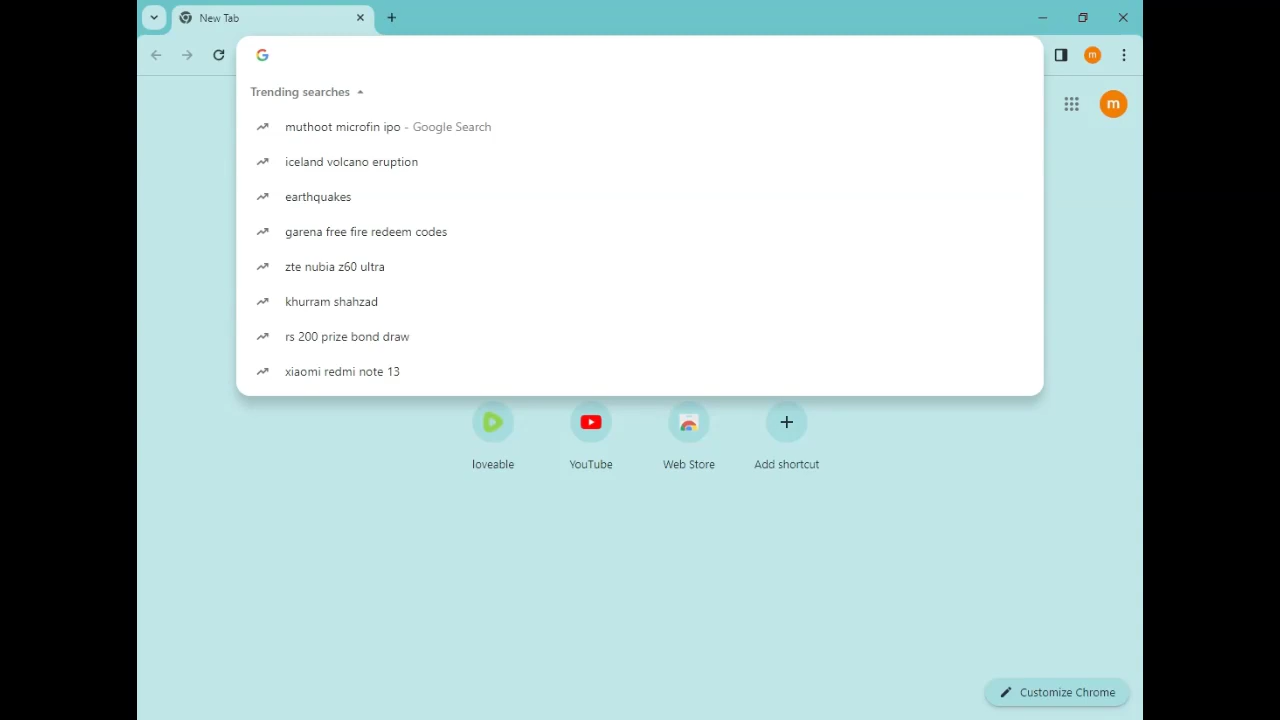 New Tab
m
Trending searches
m
muthoot microfin ipo - Google Search
iceland volcano eruption
earthquakes
garena free fire redeem codes
zte nubia z60 ultra
khurram shahzad
rs 200 prize bond draw
xiaomi redmi note 13
loveable YouTube Web Store Add shortcut
Customize Chrome